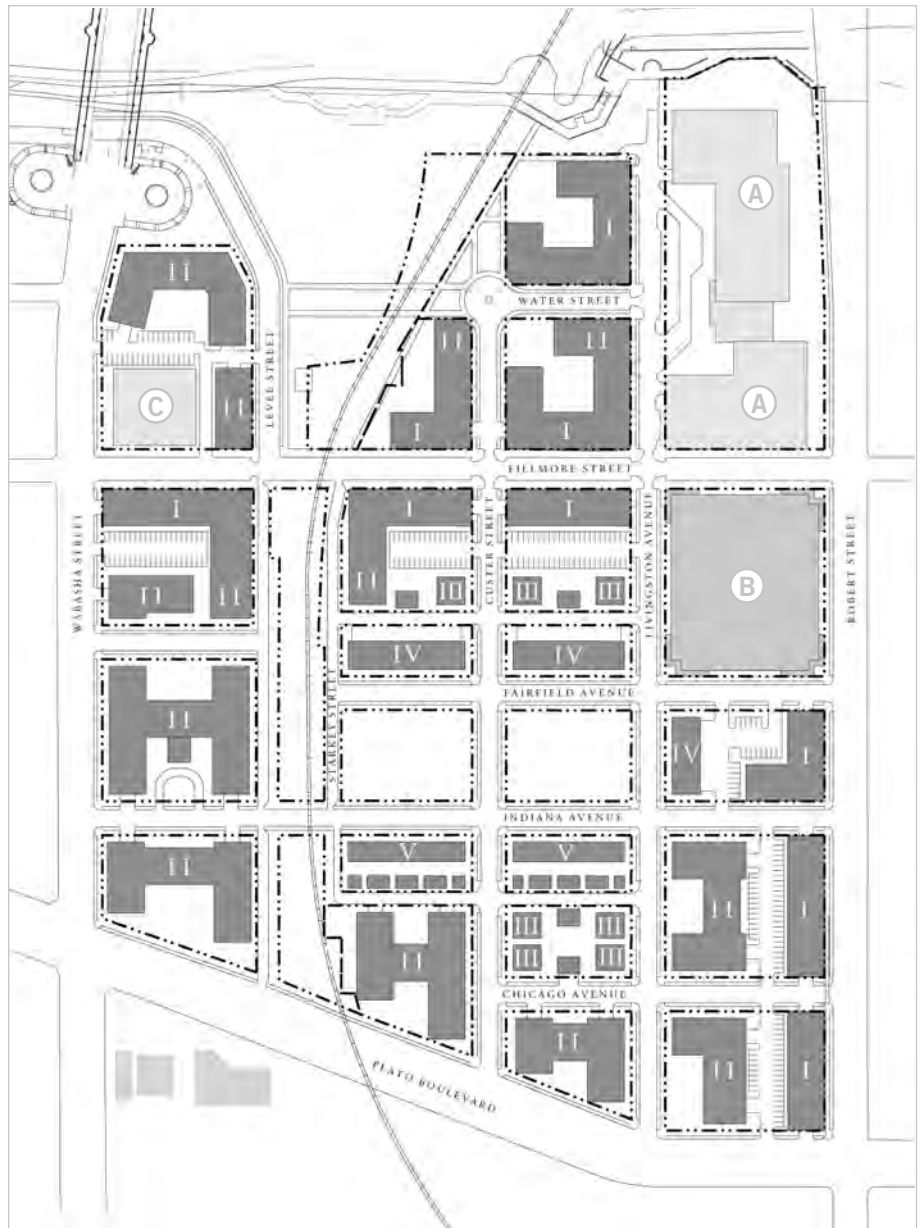 A
I
WATER STREET
II
II
II
LEVEE STREET
C
II
A
I
I
FILLMORE STREET
WABASHA STREET
I
I
CUSTER STREET
I
LIVINGSTON AVENUE
ROBERT STREET
B
II
II
II
III
III
III
IV
IV
FAIRFIELD AVENUE
STARKEY STREET
II
IV
I
INDIANA AVENUE
II
V
V
II
I
III
III
III
III
II
CHICAGO AVENUE
II
II
I
PLATO BOULEVARD